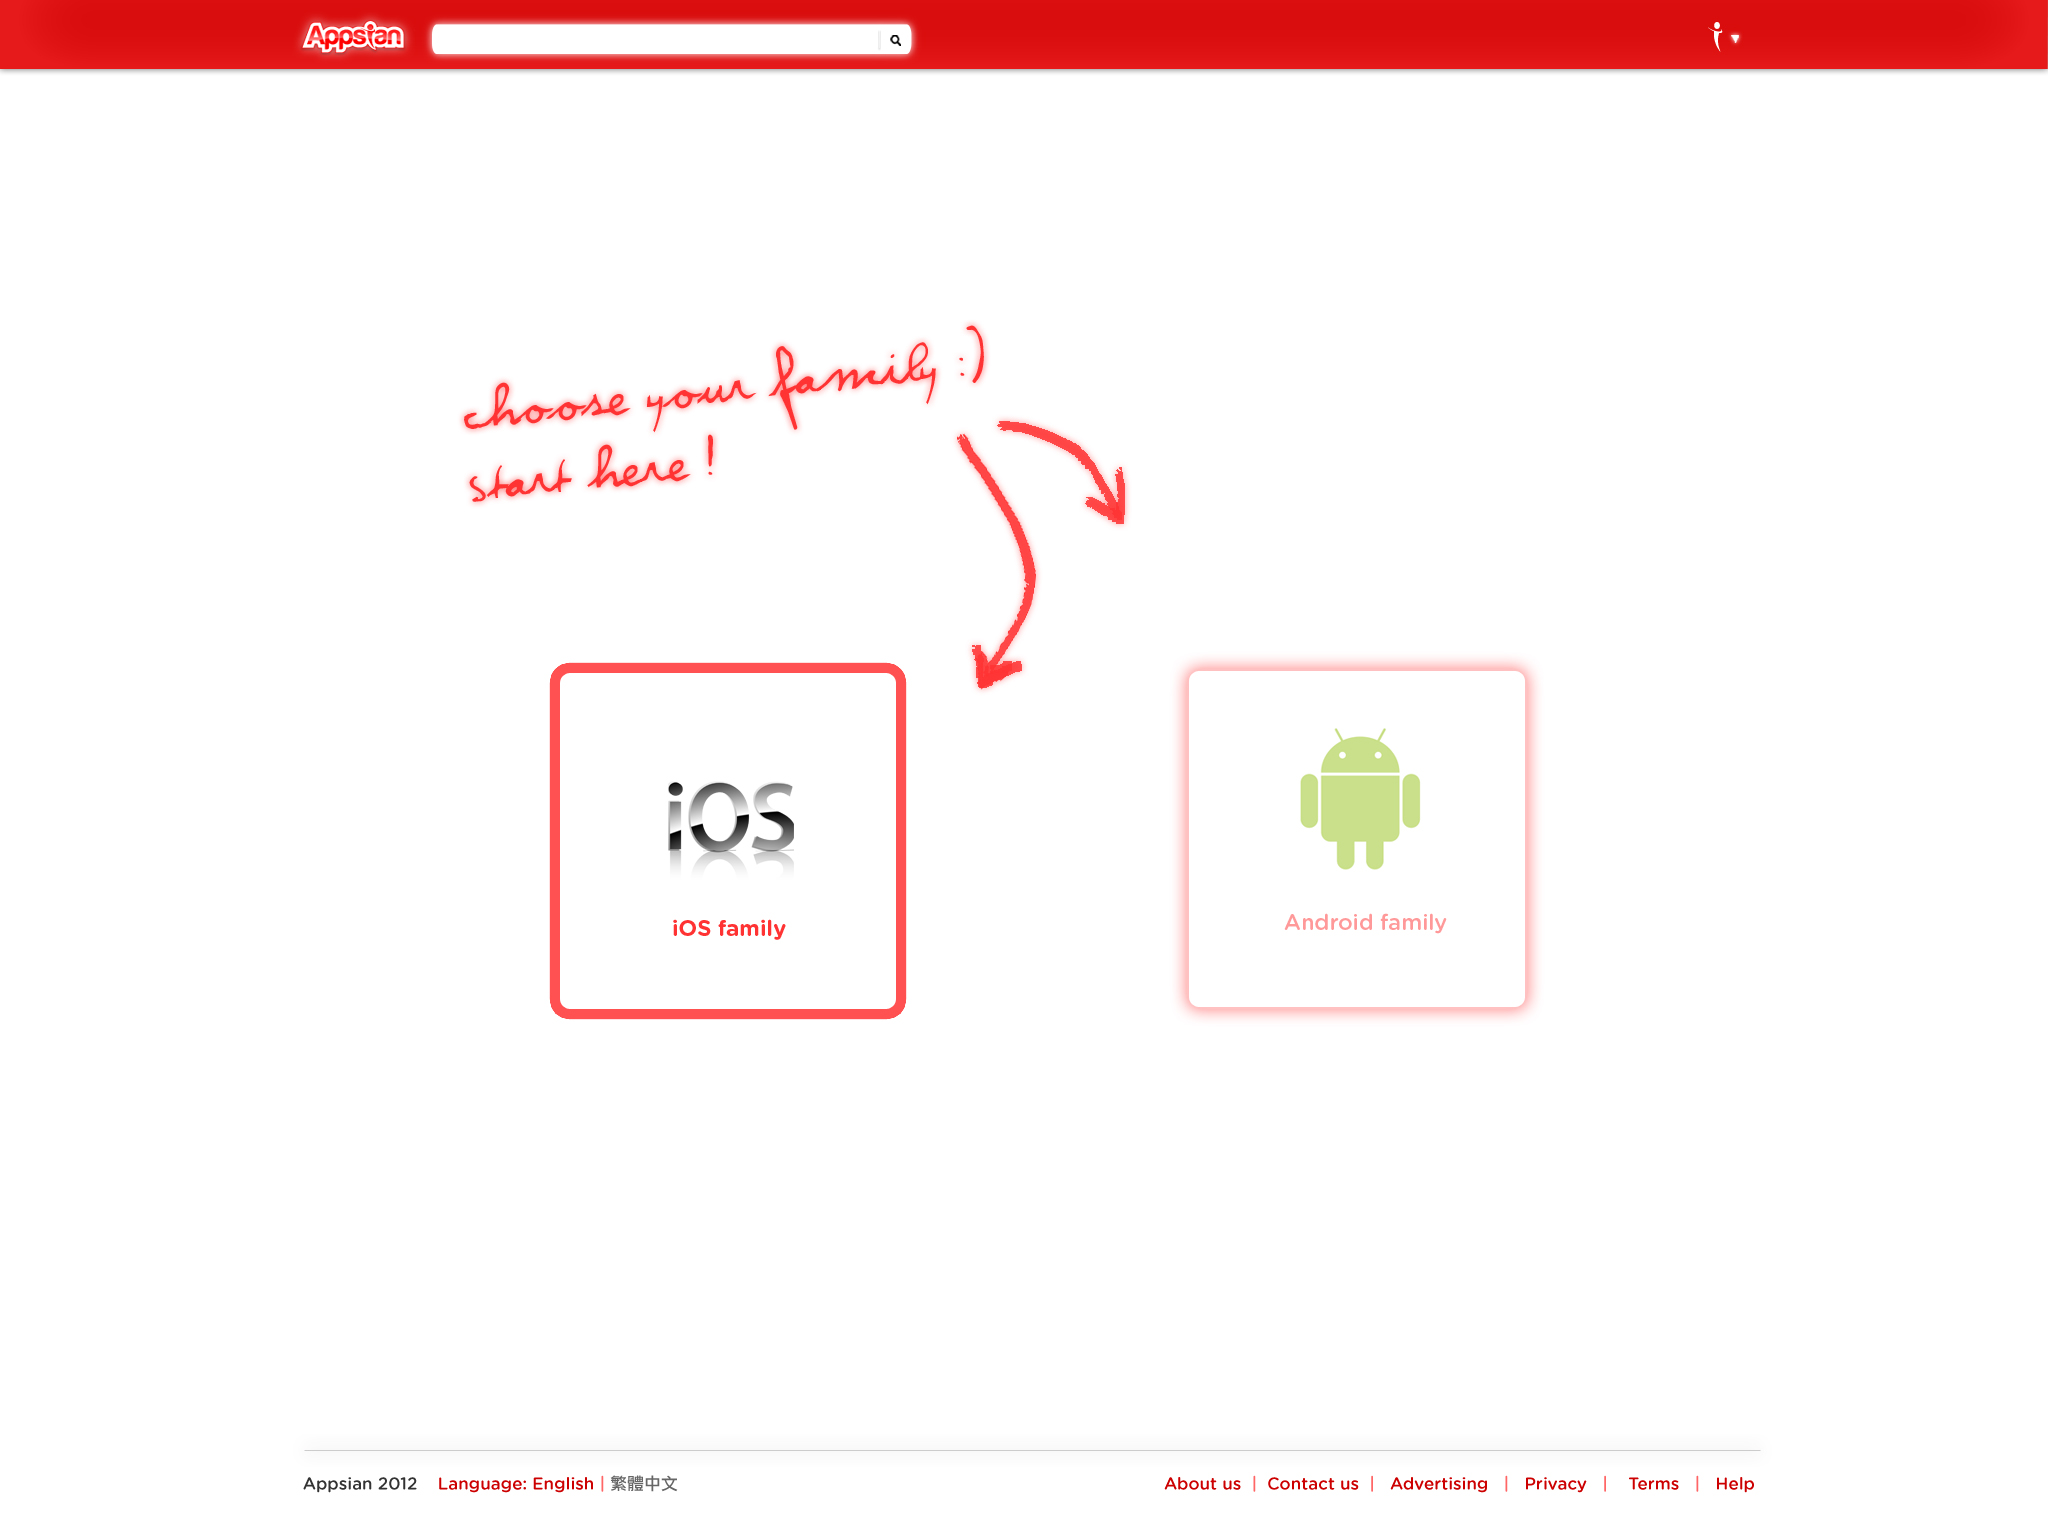 Appsian
choose your family :)
start here !
iOS
iOS family
Android family
Appsian 2012 Language: English | 繁體中文
About us | Contact us | Advertising | Privacy | Terms | Help